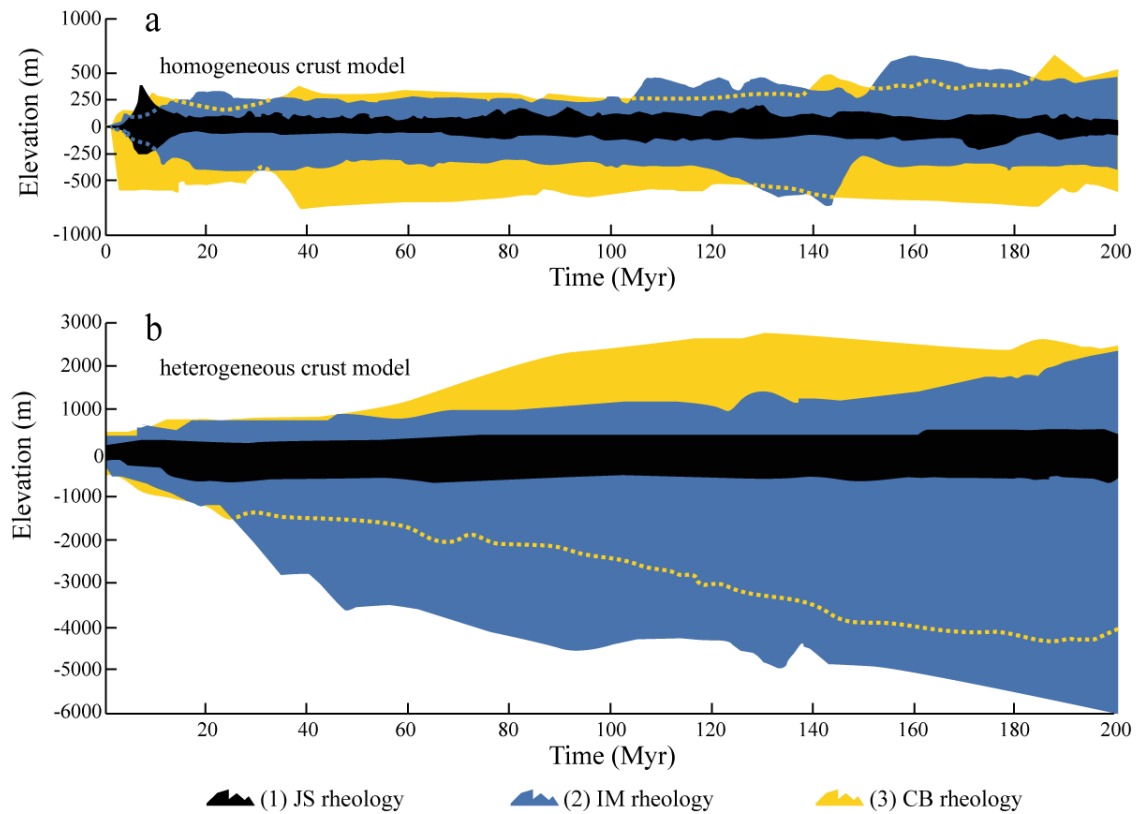 a
homogeneous crust model
Elevation (m)
1000
500
250
0
-250
-500
-1000
0 20 40 60 80 100 120 140 160 180 200
Time (Myr)
b
heterogeneous crust model
Elevation (m)
3000
2000
1000
0
-1000
-2000
-3000
-4000
-5000
-6000
20 40 60 80 100 120 140 160 180 200
Time (Myr)
(1) JS rheology (2) IM rheology (3) CB rheology